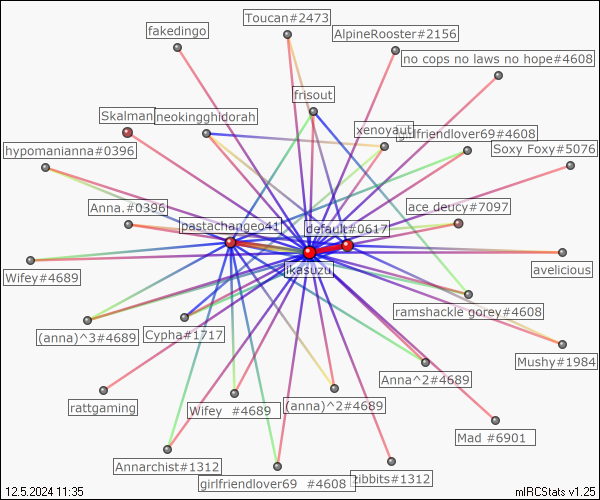 Toucan#2473
fakedingo
AlpineRooster#2156
no cops no laws no hope#4608
frisout
Skalman
neokingghidorah
xenoyaut
girlfriendlover69#4608
hypomanianna#0396
Soxy Foxy#5076
Anna.#0396
ace deucy#7097
pastachangeo41
default#0617
likasuzu
Wifey#4689
avelicious
ramshackle gorey#4608
(anna)^3#4689
Cypha#1717
Mushy#1984
Anna^2#4689
rattgaming
Wifey #4689
(anna)^2#4689
Mad #6901
Annarchist#1312
girlfriendlover69 #4608
zibbits#1312
12.5.2024 11:35
mIRCStats v1.25